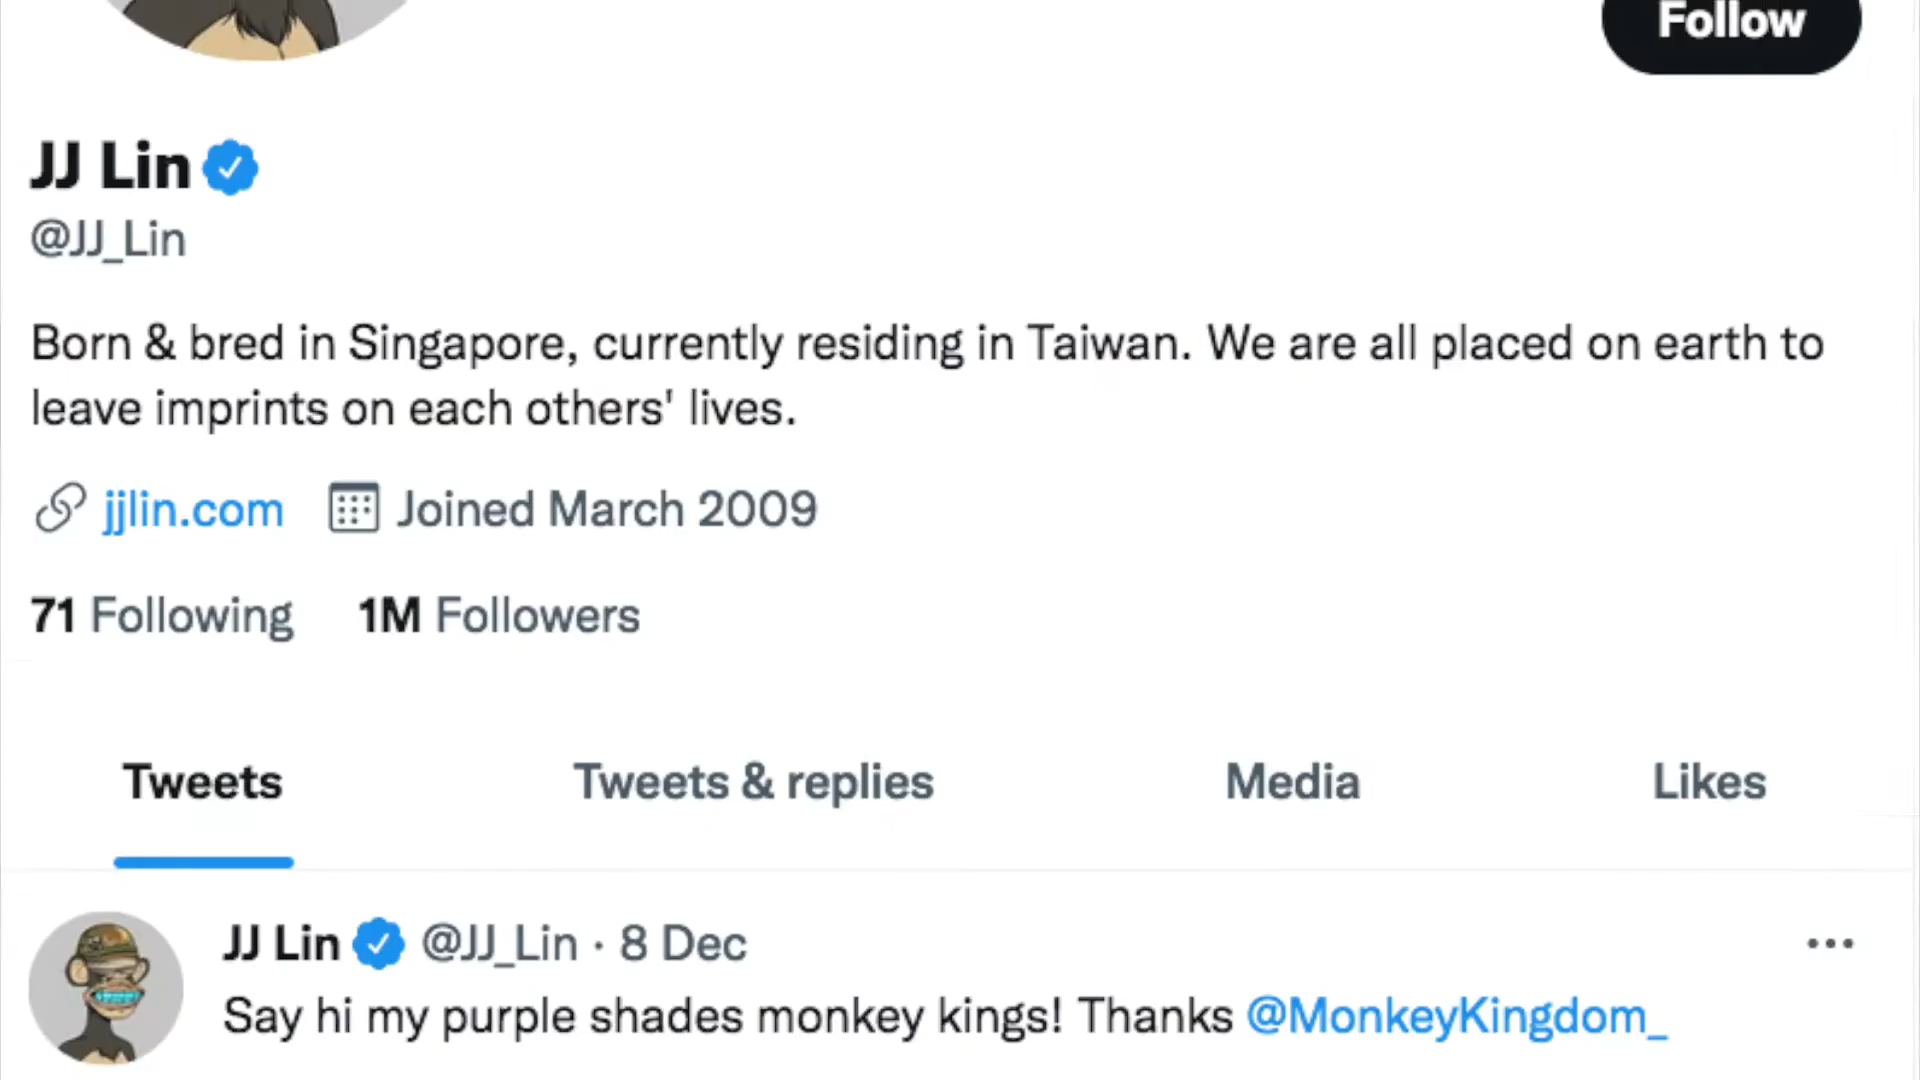 Follow
JJ Lin
@JJ_Lin
Born & bred in Singapore, currently residing in Taiwan. We are all placed on earth to
leave imprints on each others' lives.
jjlin.com Joined March 2009
71 Following 1M Followers
Tweets Tweets & replies Media Likes
JJ Lin @JJ_Lin · 8 Dec
Say hi my purple shades monkey kings! Thanks @MonkeyKingdom_